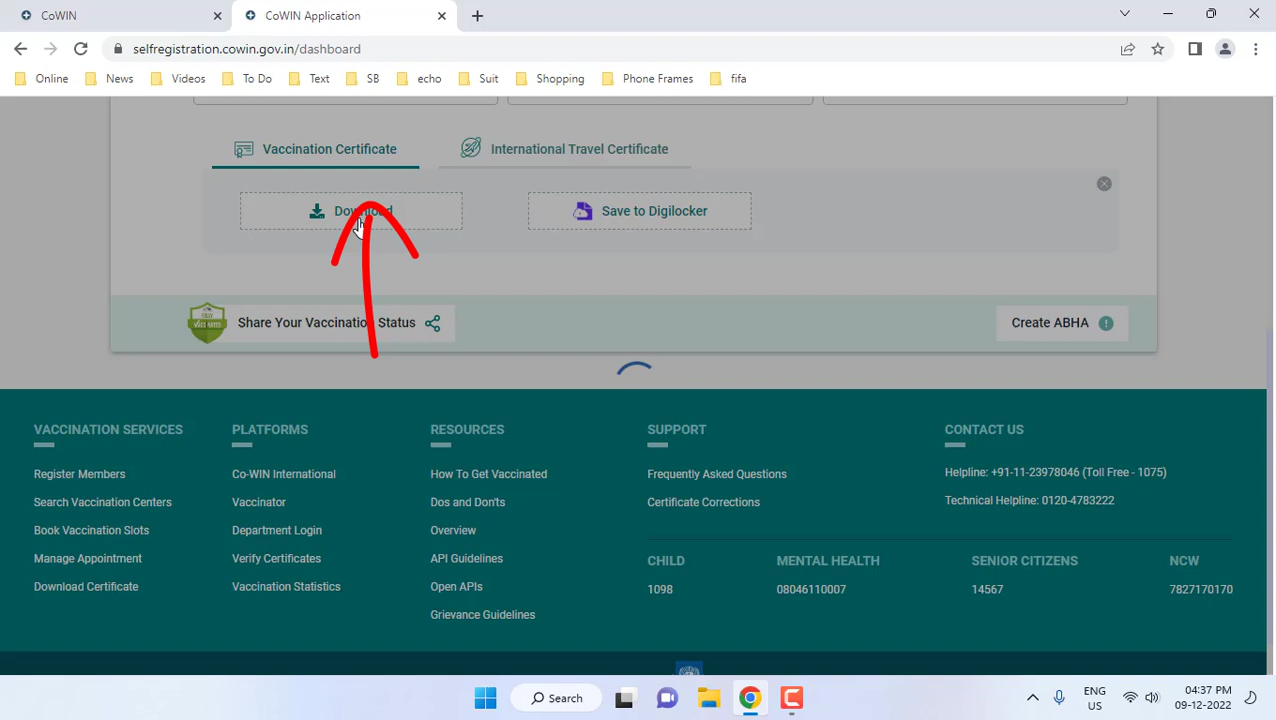 CoWIN
CoWIN Application
selfregistration.cowin.gov.in/dashboard
Online News Videos To Do Text SB echo Suit Shopping Phone Frames fifa
Vaccination Certificate International Travel Certificate
Download Save to Digilocker
Share Your Vaccination Status Create ABHA
VACCINATION SERVICES PLATFORMS RESOURCES SUPPORT CONTACT US
Register Members Co-WIN International How To Get Vaccinated Frequently Asked Questions Helpline: +91-11-23978046 (Toll Free - 1075)
Search Vaccination Centers Vaccinator Dos and Don'ts Certificate Corrections Technical Helpline: 0120-4783222
Book Vaccination Slots Department Login Overview
Manage Appointment Verify Certificates API Guidelines CHILD MENTAL HEALTH SENIOR CITIZENS NCW
Download Certificate Vaccination Statistics Open APIs 1098 08046110007 14567 7827170170
Grievance Guidelines
Search ENG 04:37 PM
US 09-12-2022